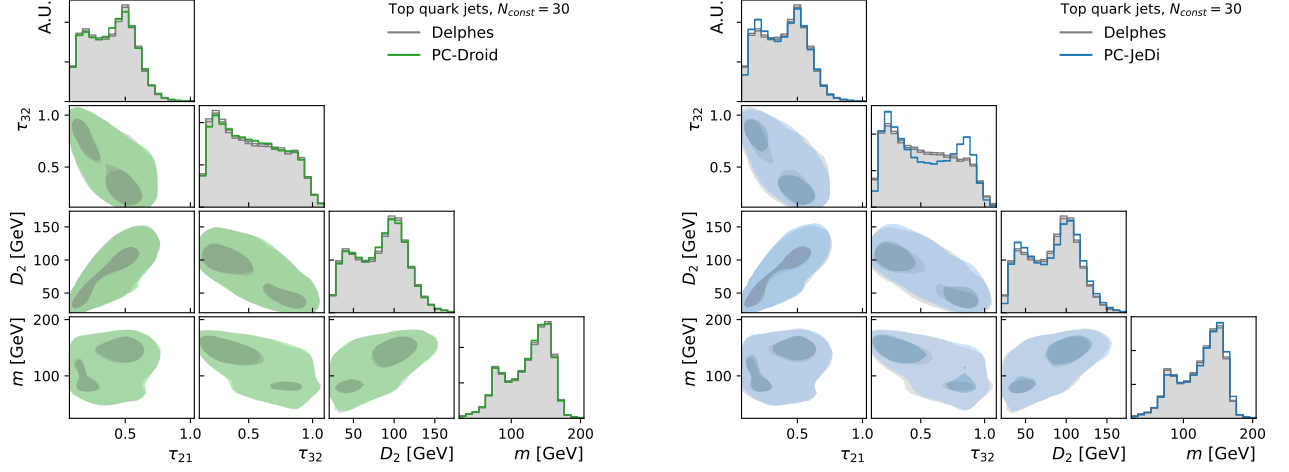 A.U.
Top quark jets, N_const = 30
Delphes
PC-Droid
τ32
1.0
0.5
D2 [GeV]
150
100
50
m [GeV]
200
100
0.5 1.0
0.5 1.0
50 100 150
100 200
τ21
τ32
D2 [GeV]
m [GeV]
A.U.
Top quark jets, N_const = 30
Delphes
PC-JeDi
τ32
1.0
0.5
D2 [GeV]
150
100
50
m [GeV]
200
100
0.5 1.0
0.5 1.0
50 100 150
100 200
τ21
τ32
D2 [GeV]
m [GeV]